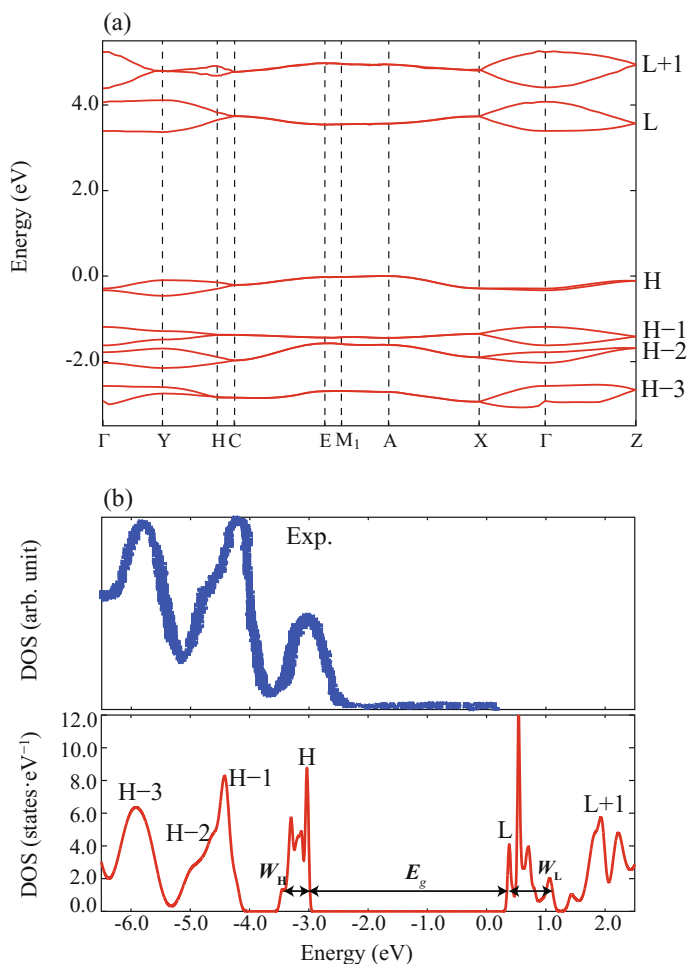 (a)
Energy (eV)
4.0
2.0
0.0
-2.0
L+1
L
H
H−1
H−2
H−3
Γ Y H C E M₁ A X Γ Z
(b)
DOS (arb. unit)
Exp.
DOS (states·eV⁻¹)
12.0
10.0
8.0
6.0
4.0
2.0
0.0
H−3
H−2
H−1
H
W_H
E_g
L
W_L
L+1
-6.0 -5.0 -4.0 -3.0 -2.0 -1.0 0.0 1.0 2.0
Energy (eV)